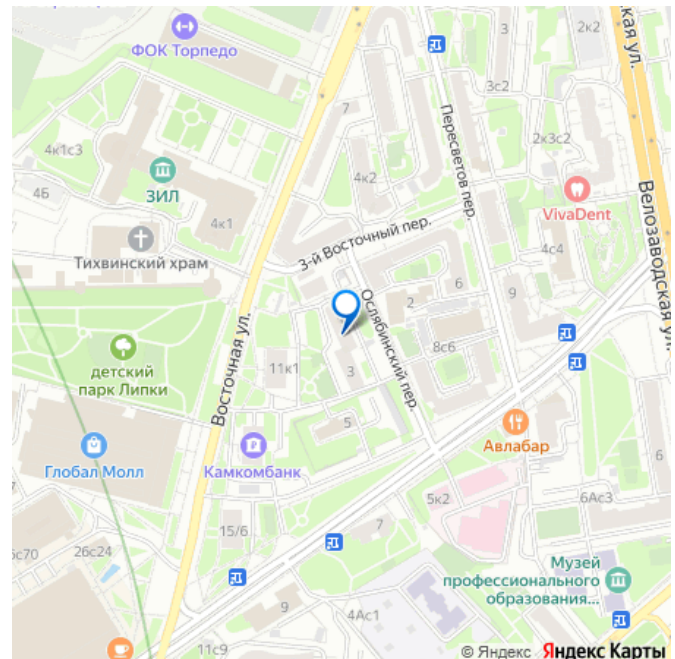 ФОК Торпедо
2к2
3с2
ская ул.
7
4к1с3
4к2
2к3с2
Пересветов пер.
4Б
ЗИЛ
VivaDent
Велозаводская ул.
4к1
3-й Восточный пер.
Тихвинский храм
4с4
6
9
2
Ослябинский пер.
8с6
Восточная ул.
детский
парк Липки
11к1
3
5
Авлабар
Глобал Молл
Камкомбанк
6
5к2
6Ас3
15/6
7
5с70
26с24
Музей
профессионального
образования...
9
4Ас1
11с9
© Яндекс Яндекс Карты